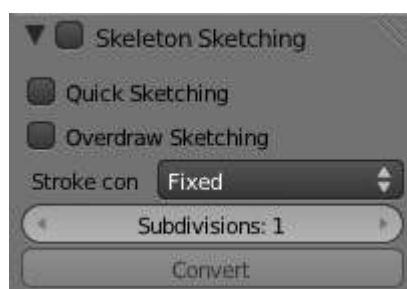 Skeleton Sketching
Quick Sketching
Overdraw Sketching
Stroke con Fixed
Subdivisions: 1
Convert